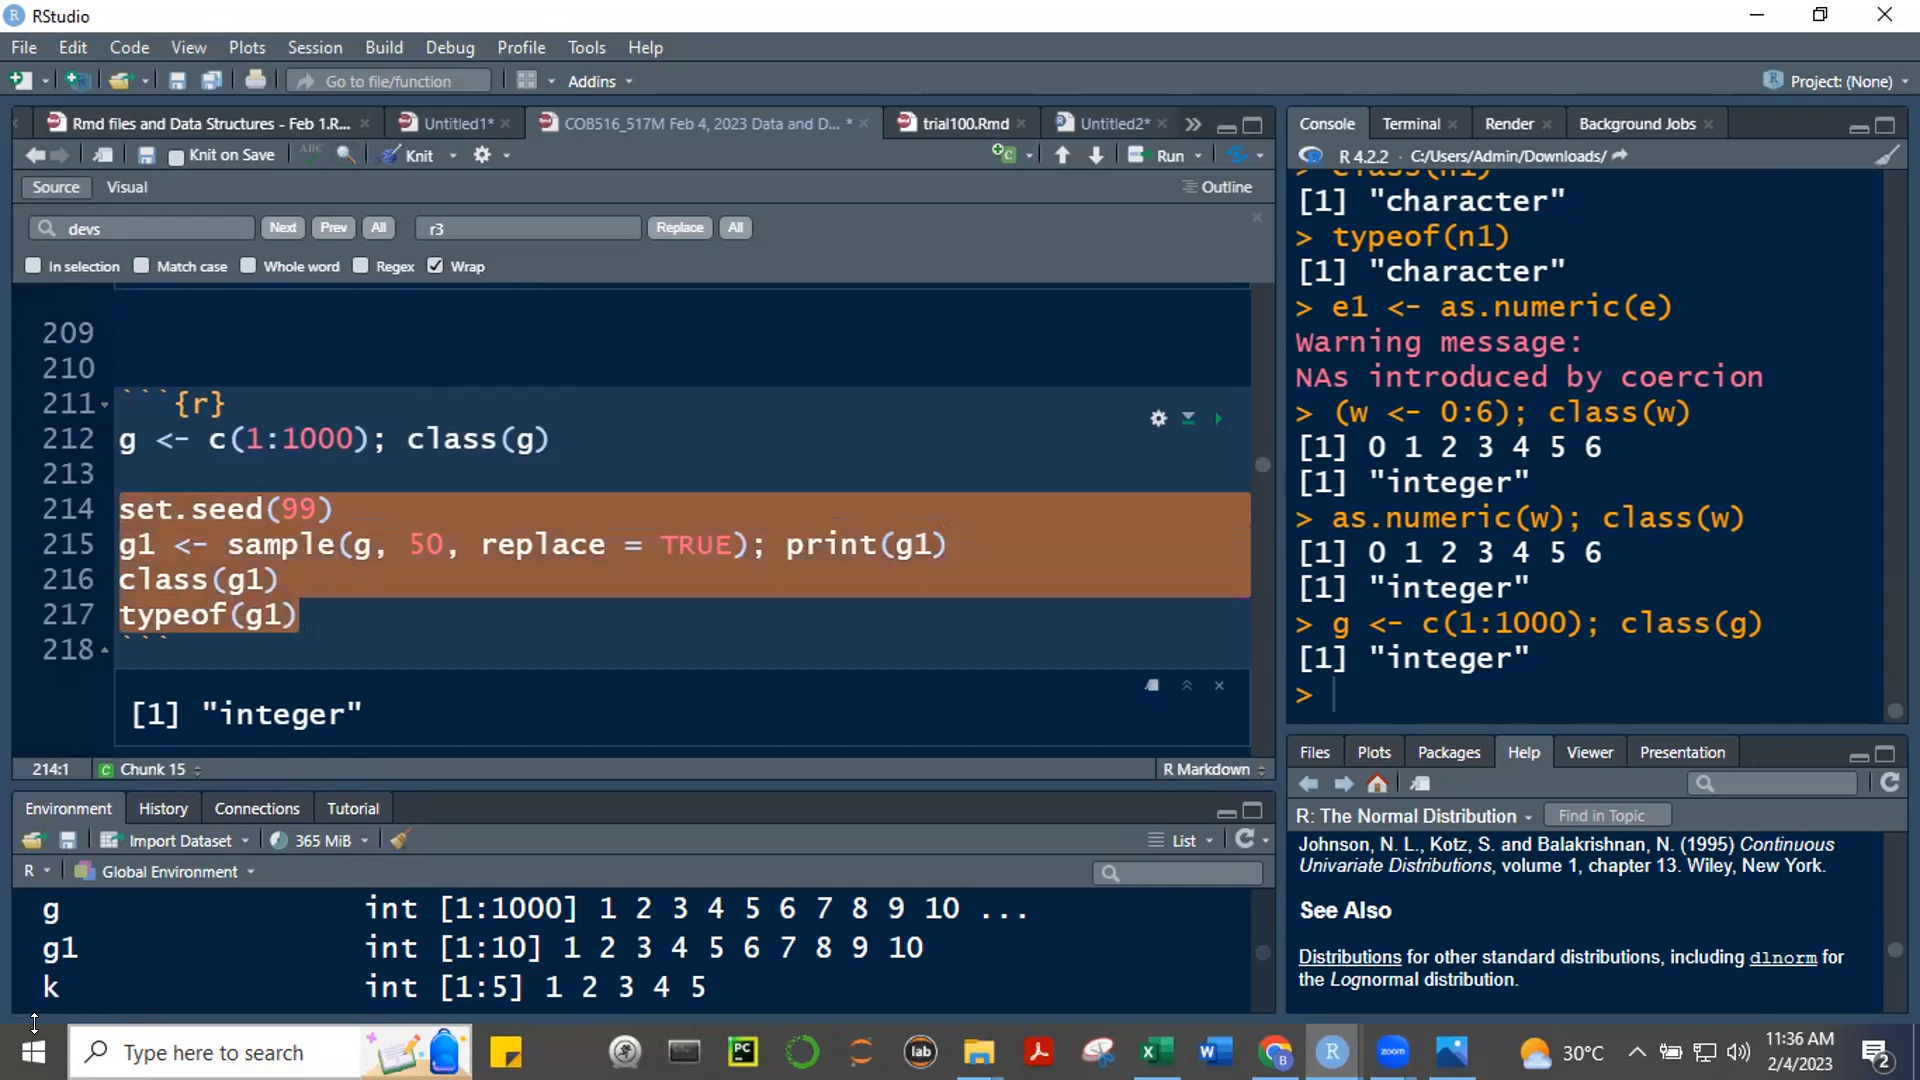 RStudio
File Edit Code View Plots Session Build Debug Profile Tools Help
Go to file/function Addins Project: (None)
Rmd files and Data Structures - Feb 1.R... Untitled1* COB516_517M Feb 4, 2023 Data and D... * trial100.Rmd Untitled2*
Knit on Save ABC Knit Run
Source Visual Outline
devs Next Prev All r3 Replace All
In selection Match case Whole word Regex Wrap
209
210
211 ```{r}
212 g <- c(1:1000); class(g)
213
214 set.seed(99)
215 g1 <- sample(g, 50, replace = TRUE); print(g1)
216 class(g1)
217 typeof(g1)
218 ```
[1] "integer"
214:1 Chunk 15 R Markdown
Environment History Connections Tutorial
Import Dataset 365 MiB List
R Global Environment
g int [1:1000] 1 2 3 4 5 6 7 8 9 10 ...
g1 int [1:10] 1 2 3 4 5 6 7 8 9 10
k int [1:5] 1 2 3 4 5
Console Terminal Render Background Jobs
R 4.2.2 · C:/Users/Admin/Downloads/
> class(n1)
[1] "character"
> typeof(n1)
[1] "character"
> e1 <- as.numeric(e)
Warning message:
NAs introduced by coercion
> (w <- 0:6); class(w)
[1] 0 1 2 3 4 5 6
[1] "integer"
> as.numeric(w); class(w)
[1] 0 1 2 3 4 5 6
[1] "integer"
> g <- c(1:1000); class(g)
[1] "integer"
>
Files Plots Packages Help Viewer Presentation
R: The Normal Distribution Find in Topic
Johnson, N. L., Kotz, S. and Balakrishnan, N. (1995) Continuous
Univariate Distributions, volume 1, chapter 13. Wiley, New York.
See Also
Distributions for other standard distributions, including dlnorm for
the Lognormal distribution.
Type here to search PC lab W B R zoom 30°C 11:36 AM
2/4/2023 2